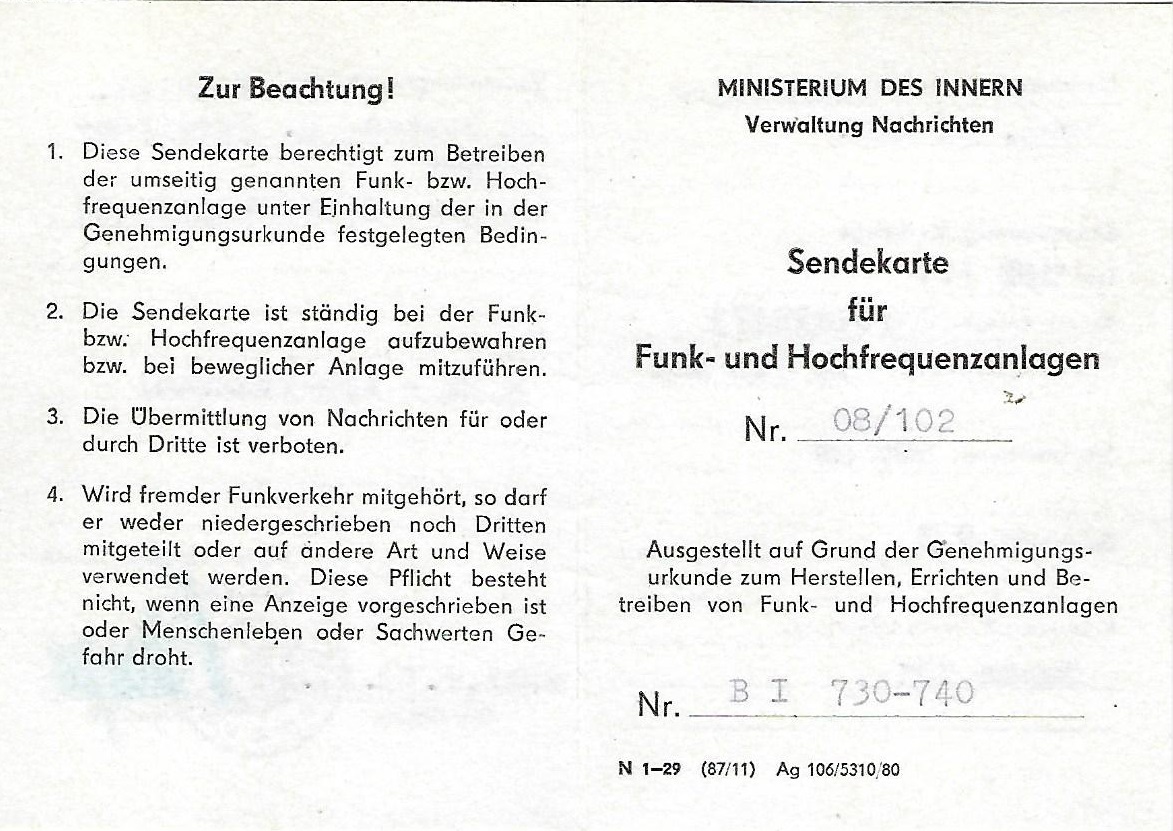 Zur Beachtung!
1. Diese Sendekarte berechtigt zum Betreiben
der umseitig genannten Funk- bzw. Hoch-
frequenzanlage unter Einhaltung der in der
Genehmigungsurkunde festgelegten Bedin-
gungen.
2. Die Sendekarte ist ständig bei der Funk-
bzw. Hochfrequenzanlage aufzubewahren
bzw. bei beweglicher Anlage mitzuführen.
3. Die Übermittlung von Nachrichten für oder
durch Dritte ist verboten.
4. Wird fremder Funkverkehr mitgehört, so darf
er weder niedergeschrieben noch Dritten
mitgeteilt oder auf andere Art und Weise
verwendet werden. Diese Pflicht besteht
nicht, wenn eine Anzeige vorgeschrieben ist
oder Menschenleben oder Sachwerten Ge-
fahr droht.
MINISTERIUM DES INNERN
Verwaltung Nachrichten
Sendekarte
für
Funk- und Hochfrequenzanlagen
Nr. 08/102
Ausgestellt auf Grund der Genehmigungs-
urkunde zum Herstellen, Errichten und Be-
treiben von Funk- und Hochfrequenzanlagen
Nr. B I 730-740
N 1-29 (87/11) Ag 106/5310/80